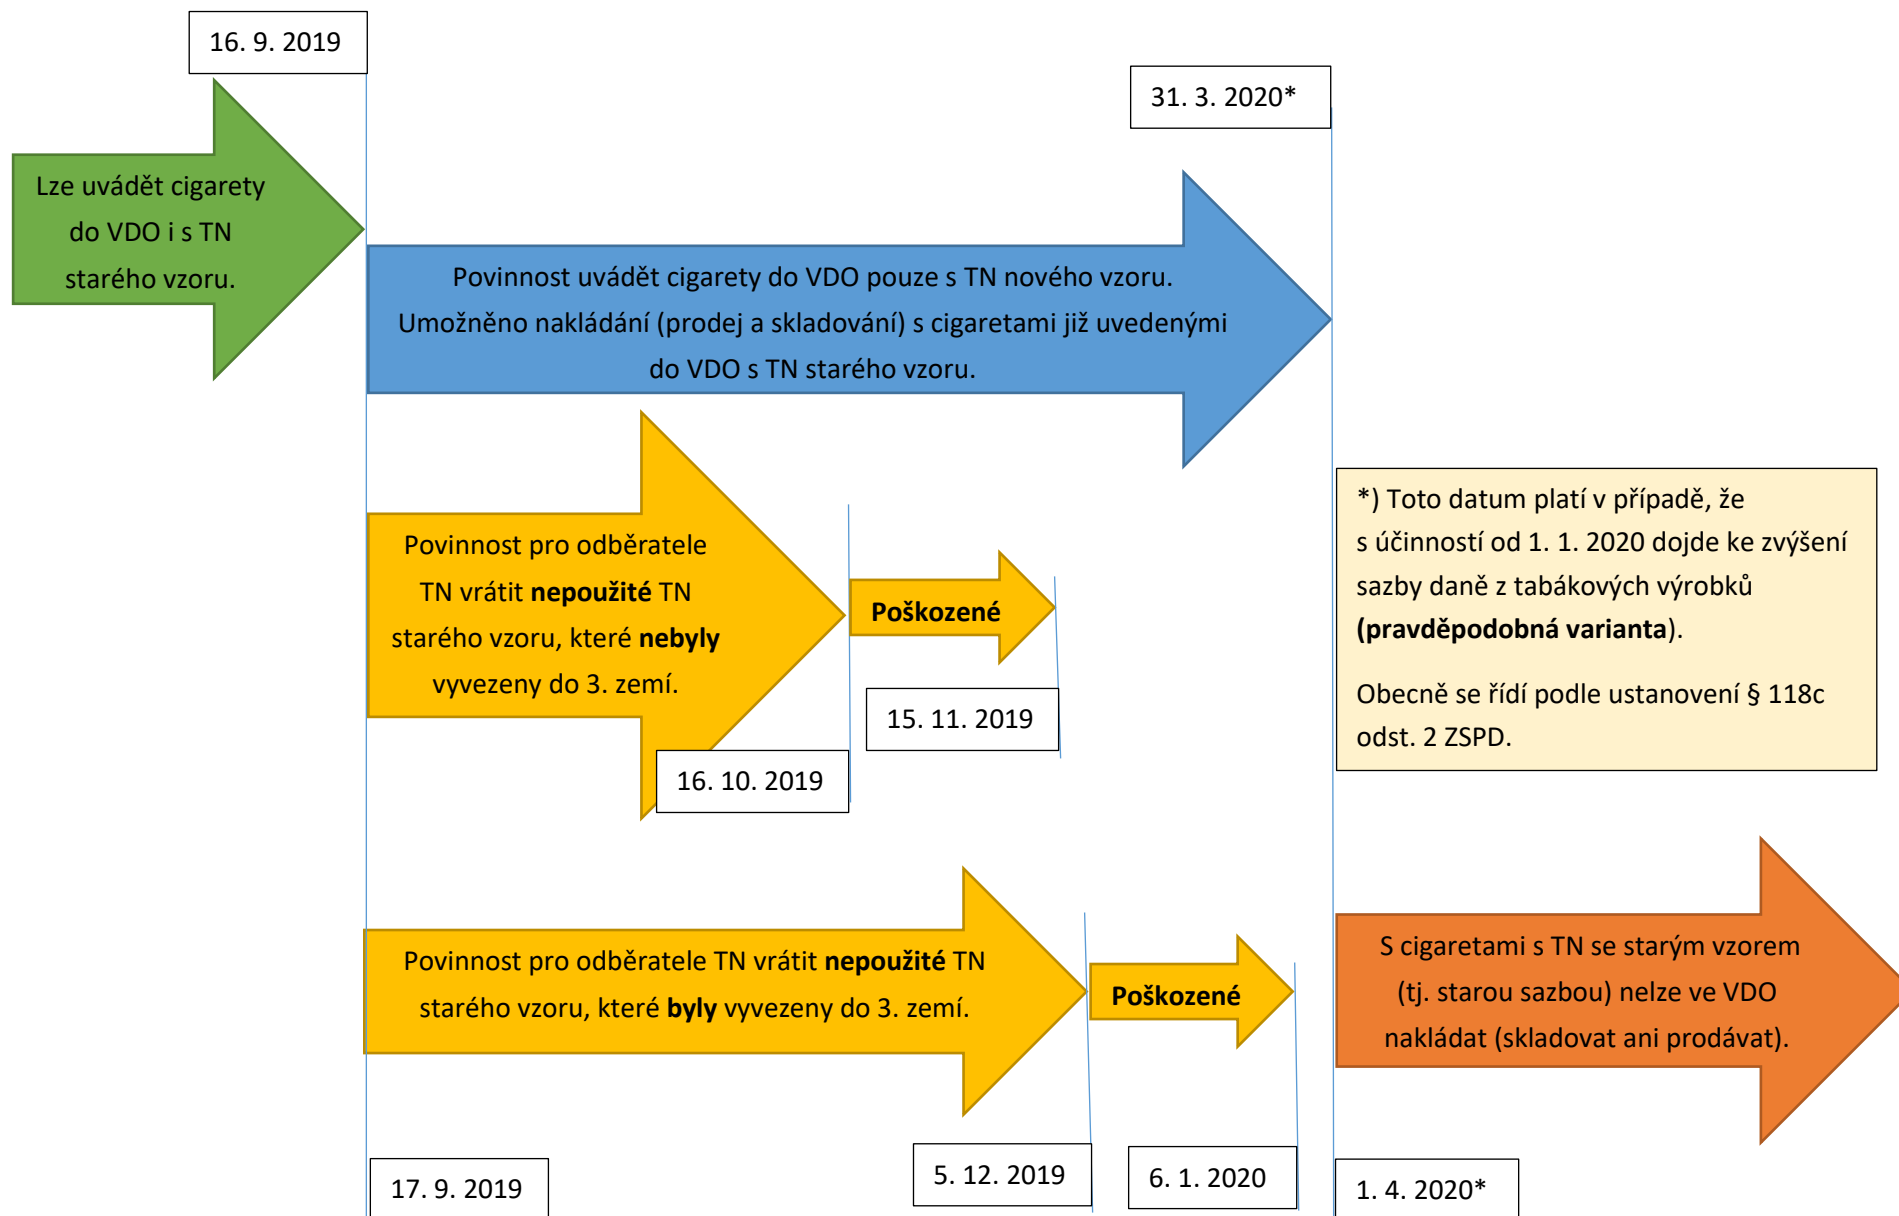 16. 9. 2019
31. 3. 2020*
Lze uvádět cigarety
do VDO i s TN
starého vzoru.
Povinnost uvádět cigarety do VDO pouze s TN nového vzoru.
Umožněno nakládání (prodej a skladování) s cigaretami již uvedenými
do VDO s TN starého vzoru.
Povinnost pro odběratele
TN vrátit nepoužité TN
starého vzoru, které nebyly
vyvezeny do 3. zemí.
Poškozené
16. 10. 2019
15. 11. 2019
*) Toto datum platí v případě, že
s účinností od 1. 1. 2020 dojde ke zvýšení
sazby daně z tabákových výrobků
(pravděpodobná varianta).
Obecně se řídí podle ustanovení § 118c
odst. 2 ZSPD.
Povinnost pro odběratele TN vrátit nepoužité TN
starého vzoru, které byly vyvezeny do 3. zemí.
Poškozené
S cigaretami s TN se starým vzorem
(tj. starou sazbou) nelze ve VDO
nakládat (skladovat ani prodávat).
17. 9. 2019
5. 12. 2019
6. 1. 2020
1. 4. 2020*